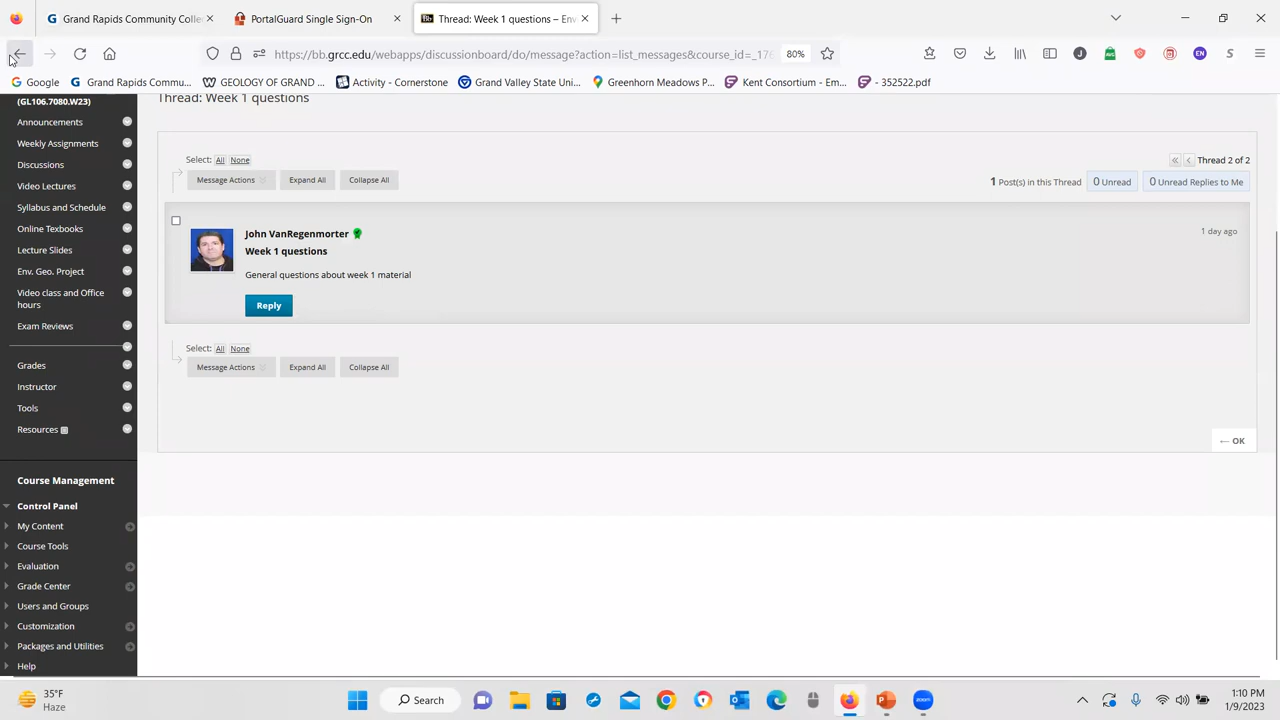 Grand Rapids Community Colle
PortalGuard Single Sign-On
Thread: Week 1 questions – Env
https://bb.grcc.edu/webapps/discussionboard/do/message?action=list_messages&course_id=_176
80%
J
EN
S
Google
Grand Rapids Commu...
GEOLOGY OF GRAND ...
Activity - Cornerstone
Grand Valley State Uni...
Greenhorn Meadows P...
Kent Consortium - Em...
- 352522.pdf
(GL106.7080.W23)
Announcements
Weekly Assignments
Discussions
Video Lectures
Syllabus and Schedule
Online Texbooks
Lecture Slides
Env. Geo. Project
Video class and Office
hours
Exam Reviews
Grades
Instructor
Tools
Resources
Course Management
Control Panel
My Content
Course Tools
Evaluation
Grade Center
Users and Groups
Customization
Packages and Utilities
Help
Thread: Week 1 questions
Select: All None
Thread 2 of 2
Message Actions
Expand All
Collapse All
1 Post(s) in this Thread
0 Unread
0 Unread Replies to Me
John VanRegenmorter
1 day ago
Week 1 questions
General questions about week 1 material
Reply
Select: All None
Message Actions
Expand All
Collapse All
← OK
35°F
Haze
Search
1:10 PM
1/9/2023